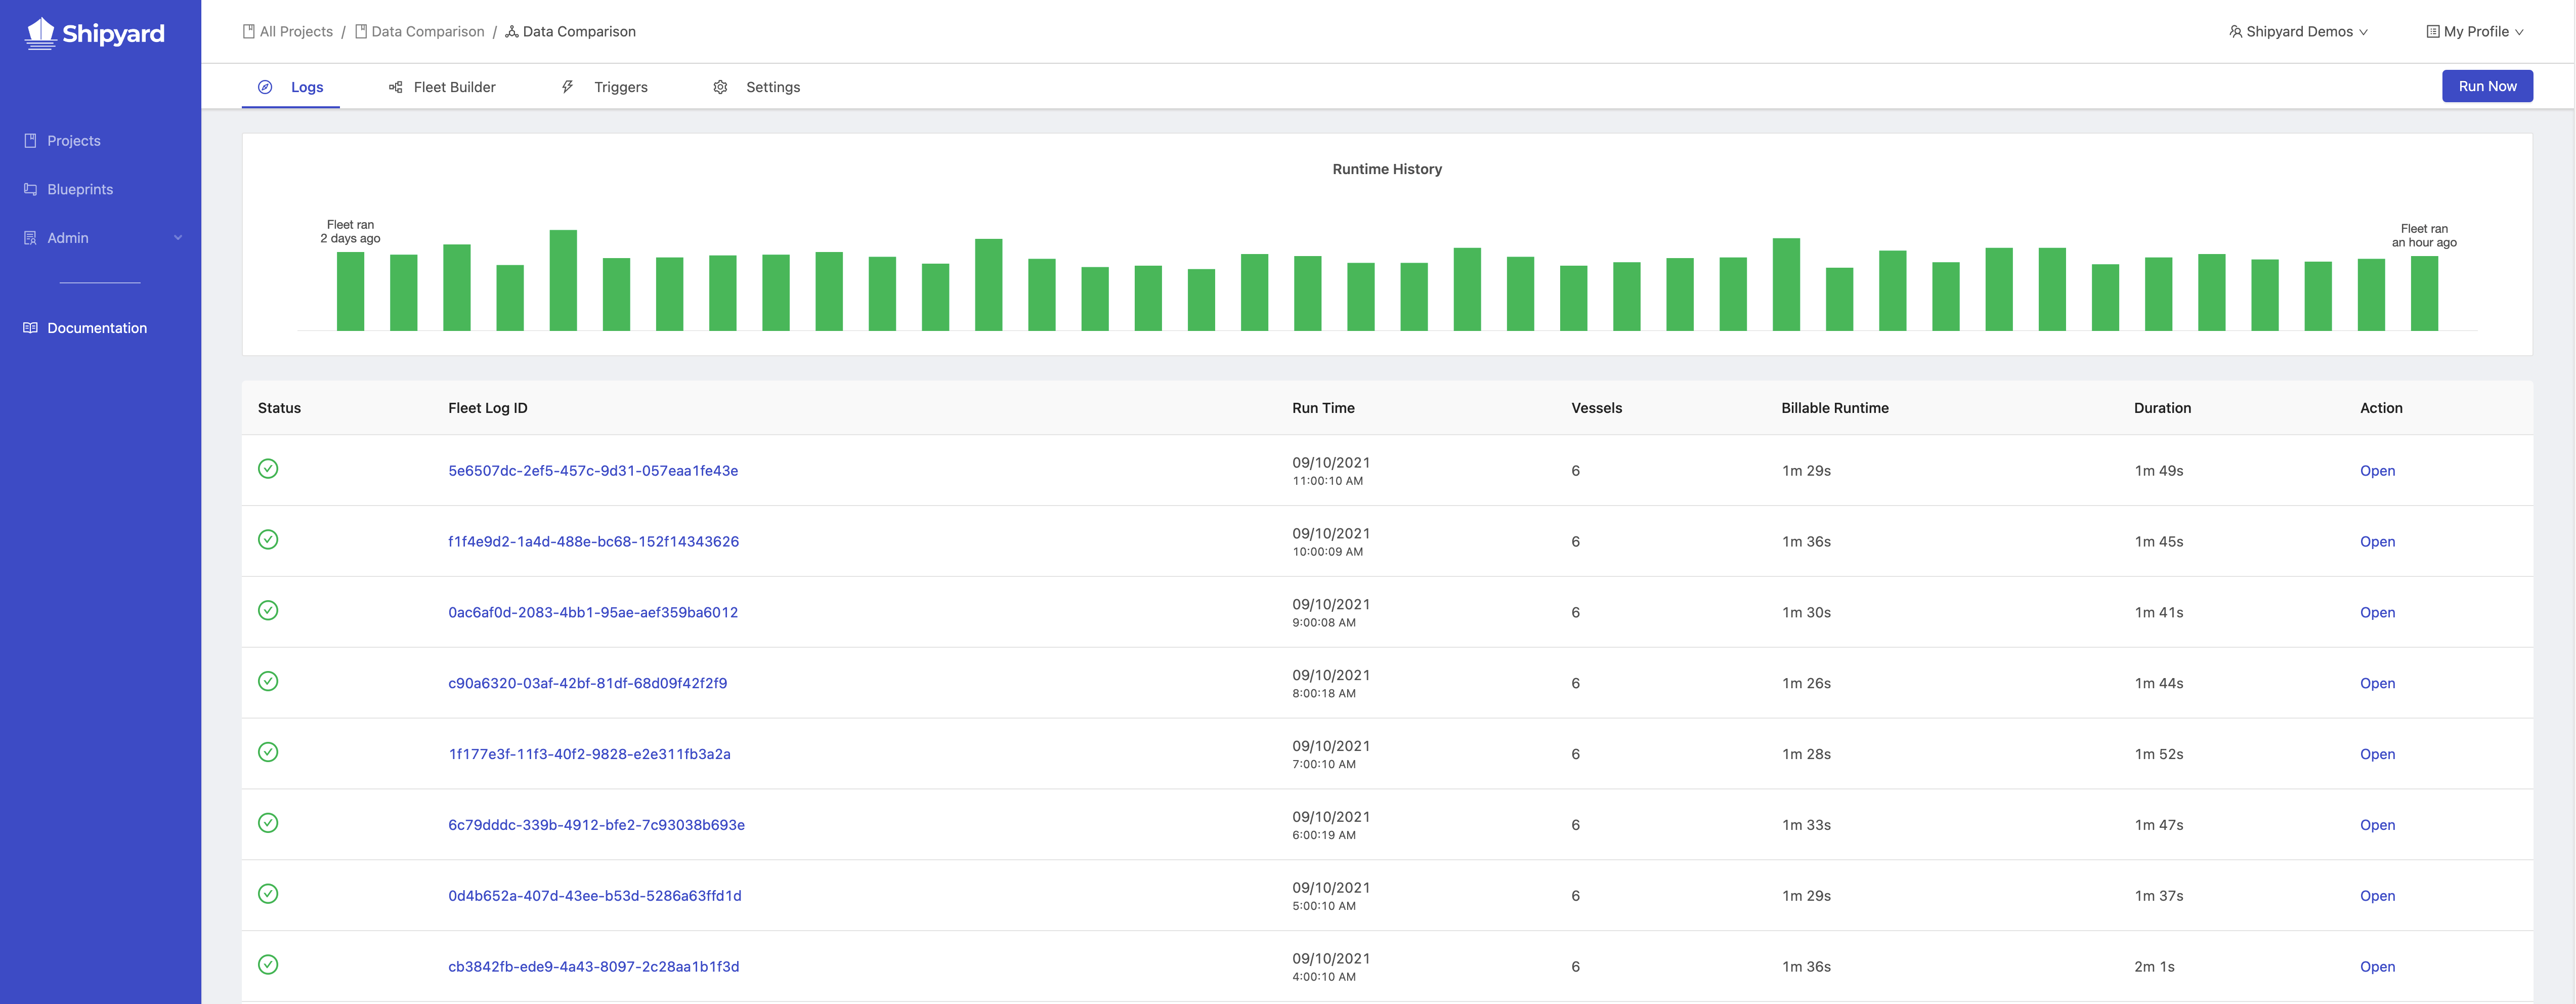 Shipyard
All Projects / Data Comparison / Data Comparison
Shipyard Demos
My Profile
Logs
Fleet Builder
Triggers
Settings
Run Now
Projects
Blueprints
Admin
Documentation
Runtime History
Fleet ran
2 days ago
Fleet ran
an hour ago
Status Fleet Log ID Run Time Vessels Billable Runtime Duration Action
5e6507dc-2ef5-457c-9d31-057eaa1fe43e 09/10/2021 6 1m 29s 1m 49s Open
11:00:10 AM
f1f4e9d2-1a4d-488e-bc68-152f14343626 09/10/2021 6 1m 36s 1m 45s Open
10:00:09 AM
0ac6af0d-2083-4bb1-95ae-aef359ba6012 09/10/2021 6 1m 30s 1m 41s Open
9:00:08 AM
c90a6320-03af-42bf-81df-68d09f42f2f9 09/10/2021 6 1m 26s 1m 44s Open
8:00:18 AM
1f177e3f-11f3-40f2-9828-e2e311fb3a2a 09/10/2021 6 1m 28s 1m 52s Open
7:00:10 AM
6c79dddc-339b-4912-bfe2-7c93038b693e 09/10/2021 6 1m 33s 1m 47s Open
6:00:19 AM
0d4b652a-407d-43ee-b53d-5286a63ffd1d 09/10/2021 6 1m 29s 1m 37s Open
5:00:10 AM
cb3842fb-ede9-4a43-8097-2c28aa1b1f3d 09/10/2021 6 1m 36s 2m 1s Open
4:00:10 AM